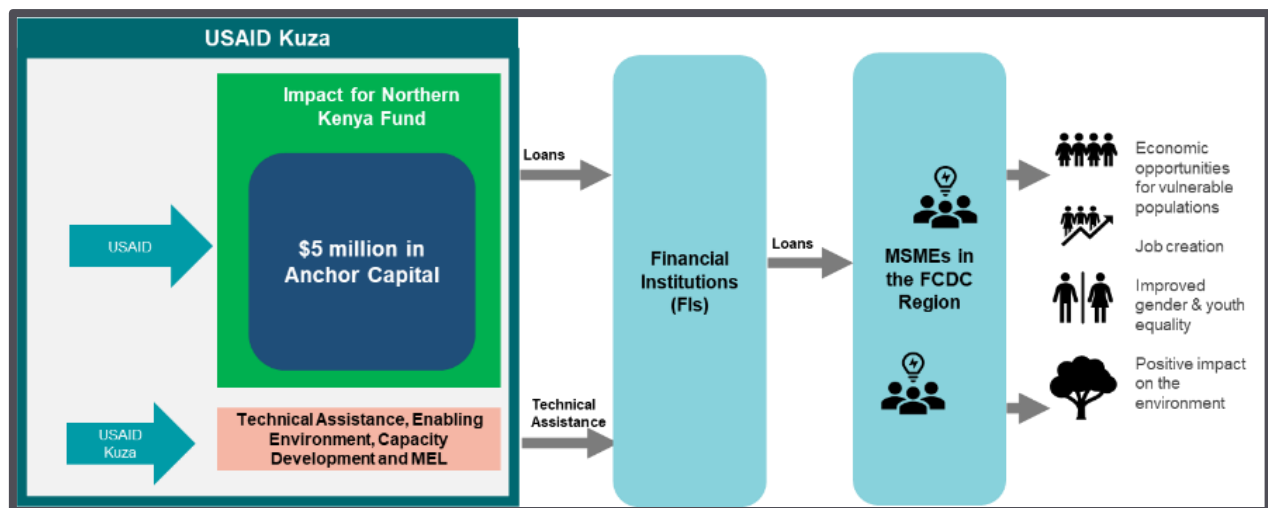 USAID Kuza
Impact for Northern
Kenya Fund
$5 million in
Anchor Capital
USAID
USAID
Kuza
Technical Assistance, Enabling
Environment, Capacity
Development and MEL
Loans
Technical
Assistance
Financial
Institutions
(FIs)
Loans
MSMEs in
the FCDC
Region
Economic
opportunities
for vulnerable
populations
Job creation
Improved
gender & youth
equality
Positive impact
on the
environment